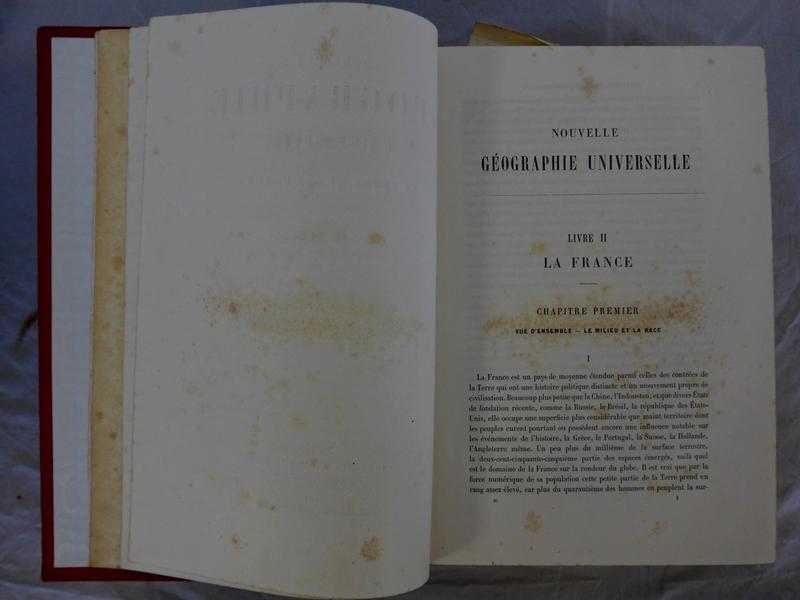 NOUVELLE
GÉOGRAPHIE UNIVERSELLE
LIVRE II
LA FRANCE
CHAPITRE PREMIER
VUE D'ENSEMBLE — LE MILIEU ET LA RACE
I
La France est un pays de moyenne étendue parmi celles des contrées de
la Terre qui ont une histoire politique distincte et un mouvement propre de
civilisation. Beaucoup plus petite que la Chine, l'Indoustan, et que divers États
de fondation récente, comme la Russie, le Brésil, la république des États-
Unis, elle occupe une superficie plus considérable que maint territoire dont
les peuples eurent pourtant ou possèdent encore une influence notable sur
les événements de l'histoire, la Grèce, le Portugal, la Suisse, la Hollande,
l'Angleterre même. Un peu plus du millième de la surface terrestre,
la deux-cent-cinquante-cinquième partie des espaces émergés, voilà quel
est le domaine de la France sur la rondeur du globe. Il est vrai que par la
force numérique de sa population cette petite partie de la Terre prend un
rang assez élevé, car plus du quarantième des hommes en peuplent la sur-
II. 1